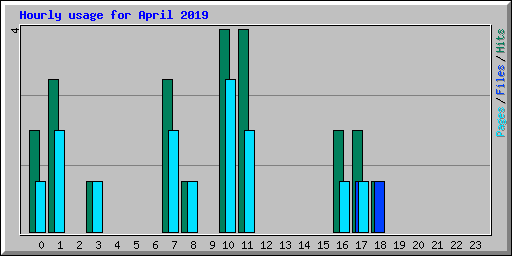 Hourly usage for April 2019
4
Pages / Files / Hits
0 1 2 3 4 5 6 7 8 9 10 11 12 13 14 15 16 17 18 19 20 21 22 23